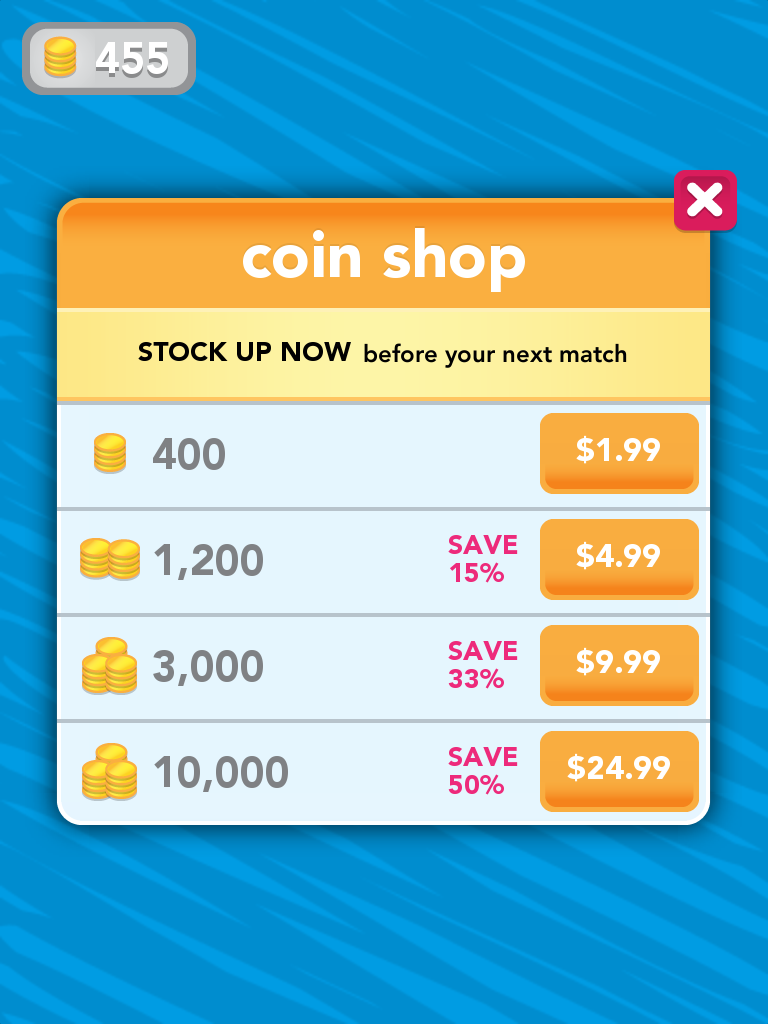 455
coin shop
STOCK UP NOW before your next match
400 $1.99
1,200 SAVE 15% $4.99
3,000 SAVE 33% $9.99
10,000 SAVE 50% $24.99